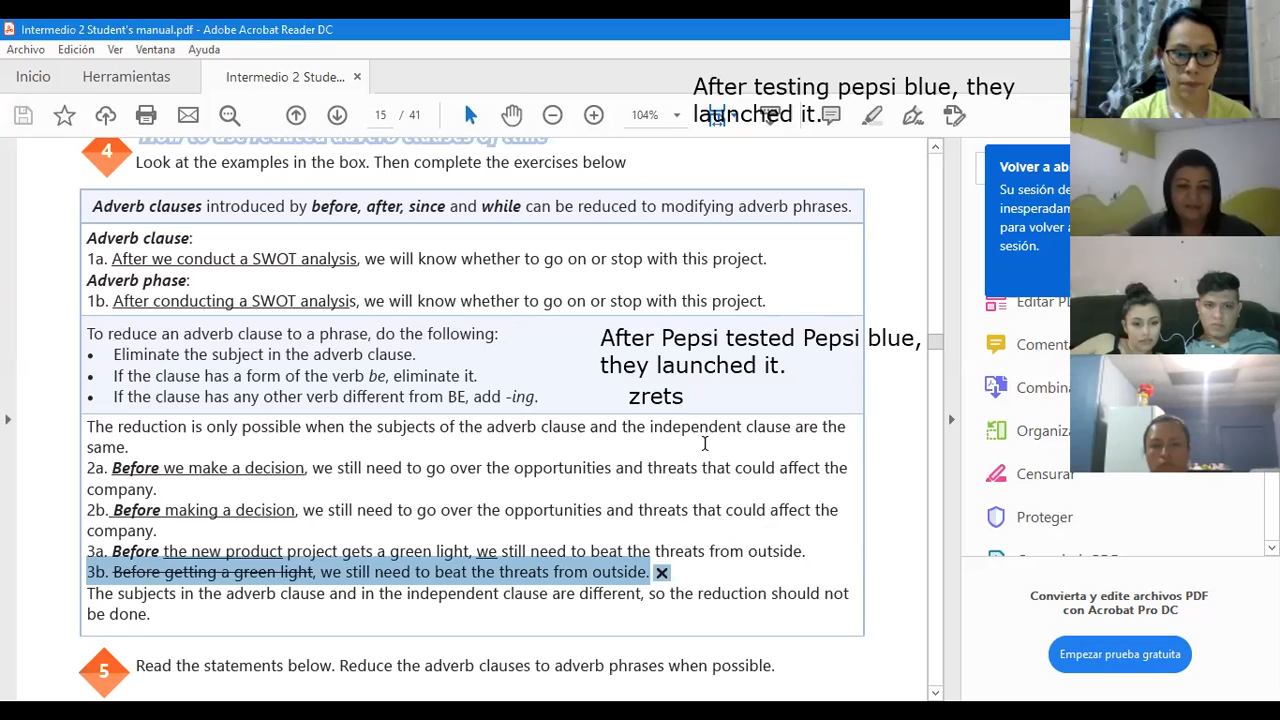 Intermedio 2 Student's manual.pdf - Adobe Acrobat Reader DC
Archivo Edición Ver Ventana Ayuda
Inicio Herramientas Intermedio 2 Stude... ×
After testing pepsi blue, they
launched it.
15 / 41 104%
4
Look at the examples in the box. Then complete the exercises below
Adverb clauses introduced by before, after, since and while can be reduced to modifying adverb phrases.
Adverb clause:
1a. After we conduct a SWOT analysis, we will know whether to go on or stop with this project.
Adverb phase:
1b. After conducting a SWOT analysis, we will know whether to go on or stop with this project.
To reduce an adverb clause to a phrase, do the following:
• Eliminate the subject in the adverb clause.
• If the clause has a form of the verb be, eliminate it.
• If the clause has any other verb different from BE, add -ing.
After Pepsi tested Pepsi blue,
they launched it.
zrets
The reduction is only possible when the subjects of the adverb clause and the independent clause are the
same.
2a. Before we make a decision, we still need to go over the opportunities and threats that could affect the
company.
2b. Before making a decision, we still need to go over the opportunities and threats that could affect the
company.
3a. Before the new product project gets a green light, we still need to beat the threats from outside.
3b. Before getting a green light, we still need to beat the threats from outside.
The subjects in the adverb clause and in the independent clause are different, so the reduction should not
be done.
5
Read the statements below. Reduce the adverb clauses to adverb phrases when possible.
Volver a ab
Su sesión de
inesperadam
para volver a
sesión.
Editar PD
Comenta
Combina
Organiza
Censurar
Proteger
Convierta y edite archivos PDF
con Acrobat Pro DC
Empezar prueba gratuita